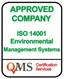 APPROVED
COMPANY
ISO 14001
Environmental
Management Systems
QMS Certification
Services